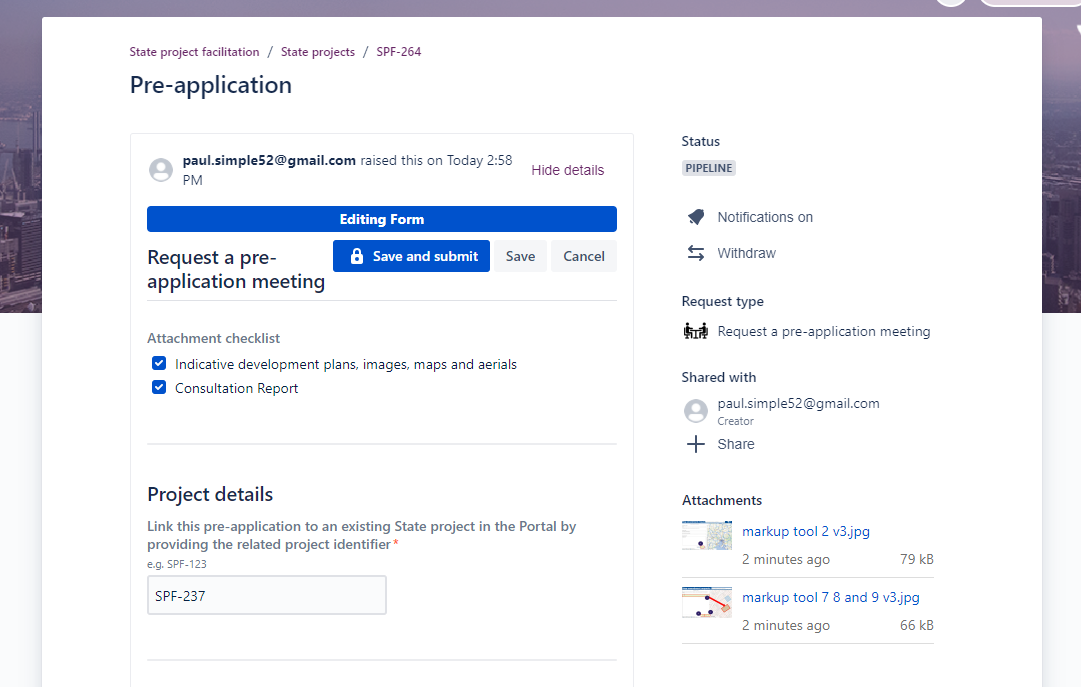 State project facilitation / State projects / SPF-264
Pre-application
paul.simple52@gmail.com raised this on Today 2:58
PM
Hide details
Editing Form
Request a pre-
application meeting
Save and submit
Save
Cancel
Attachment checklist
Indicative development plans, images, maps and aerials
Consultation Report
Project details
Link this pre-application to an existing State project in the Portal by
providing the related project identifier*
e.g. SPF-123
SPF-237
Status
PIPELINE
Notifications on
Withdraw
Request type
Request a pre-application meeting
Shared with
paul.simple52@gmail.com
Creator
Share
Attachments
markup tool 2 v3.jpg
2 minutes ago 79 kB
markup tool 7 8 and 9 v3.jpg
2 minutes ago 66 kB